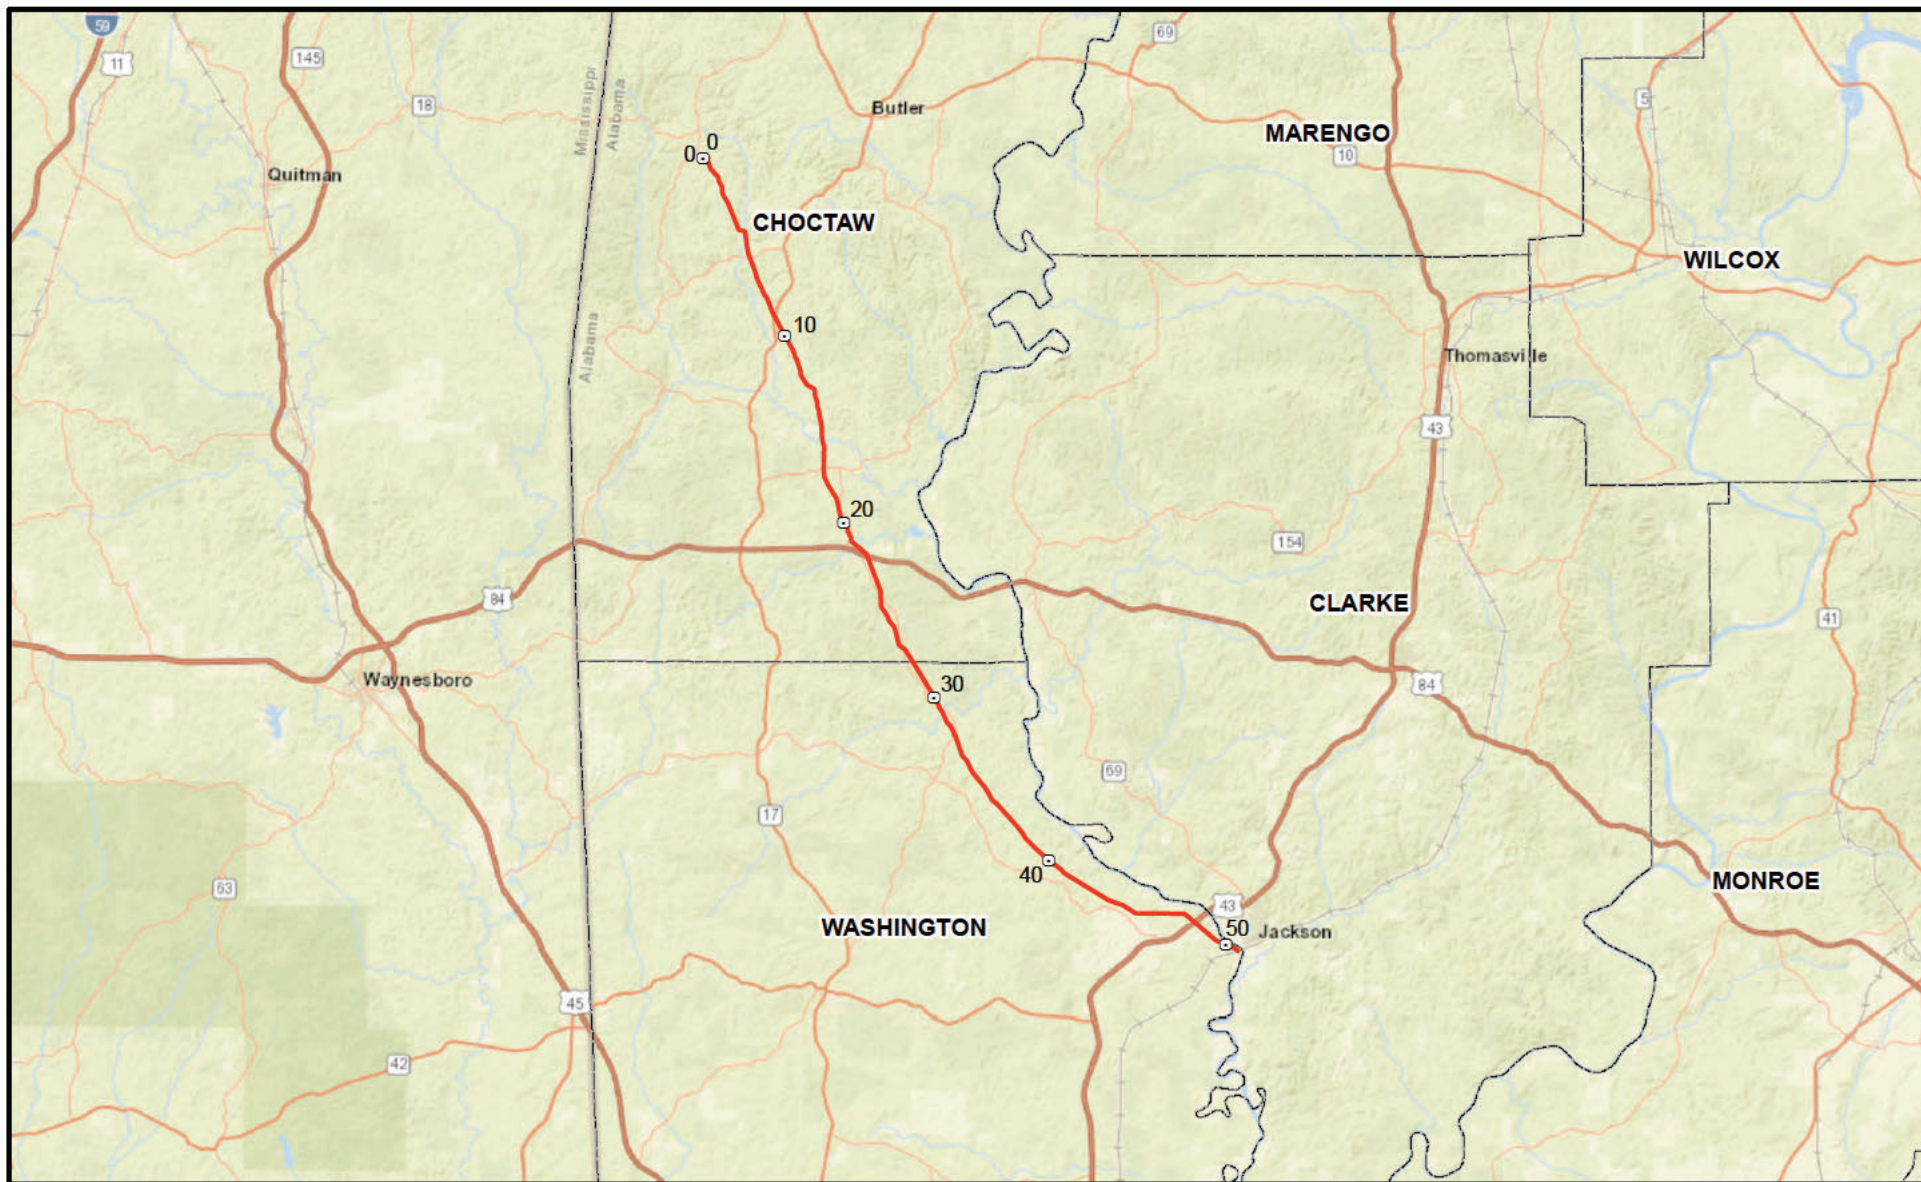 59
11
145
69
Mississippi
Alabama
18
Butler
5
MARENGO
10
0
0
Quitman
CHOCTAW
WILCOX
10
Alabama
Thomasville
43
20
154
84
CLARKE
41
Waynesboro
30
84
69
17
40
63
MONROE
43
WASHINGTON
50
Jackson
45
42